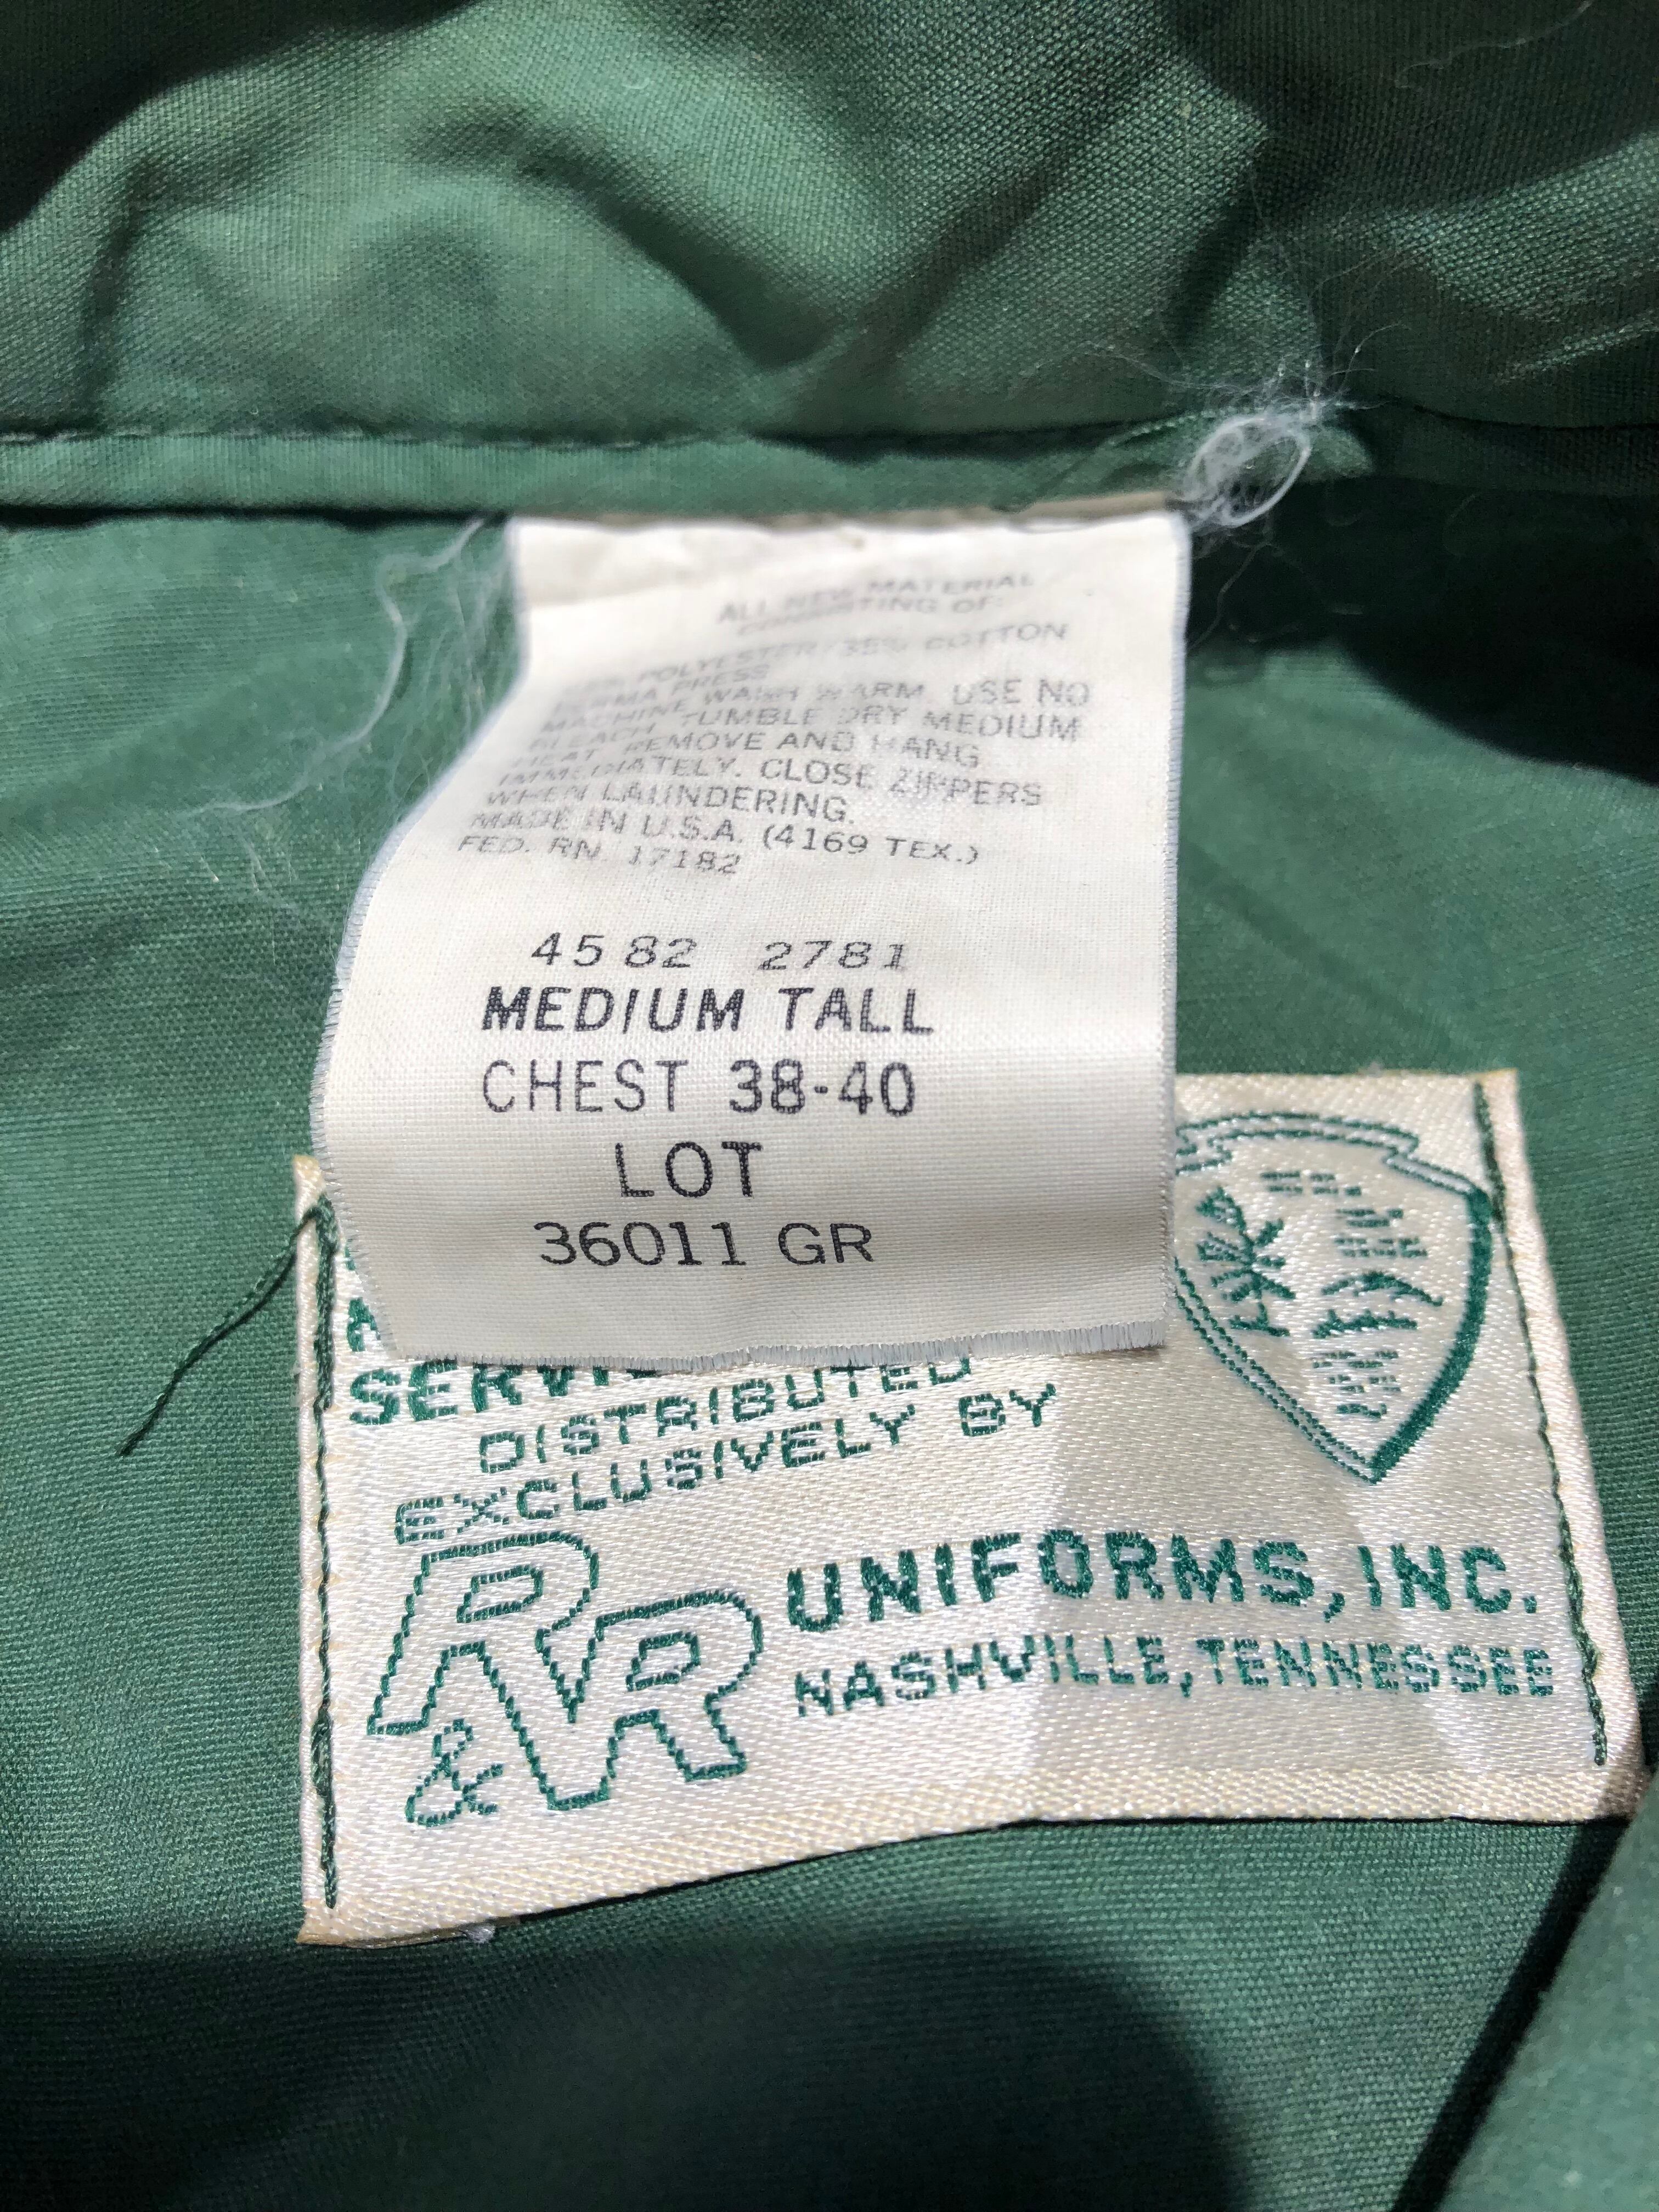 ALL NEW MATERIAL
CONSISTING OF:
POLYESTER/35% COTTON
PERMA PRESS
MACHINE WASH WARM USE NO
BLEACH TUMBLE DRY MEDIUM
HEAT. REMOVE AND HANG
IMMEDIATELY. CLOSE ZIPPERS
WHEN LAUNDERING.
MADE IN U.S.A. (4169 TEX.)
FED. RN. 17182
4582 2781
MEDIUM TALL
CHEST 38-40
LOT
36011 GR
DISTRIBUTED
EXCLUSIVELY BY
R&R
UNIFORMS, INC.
NASHVILLE, TENNESSEE